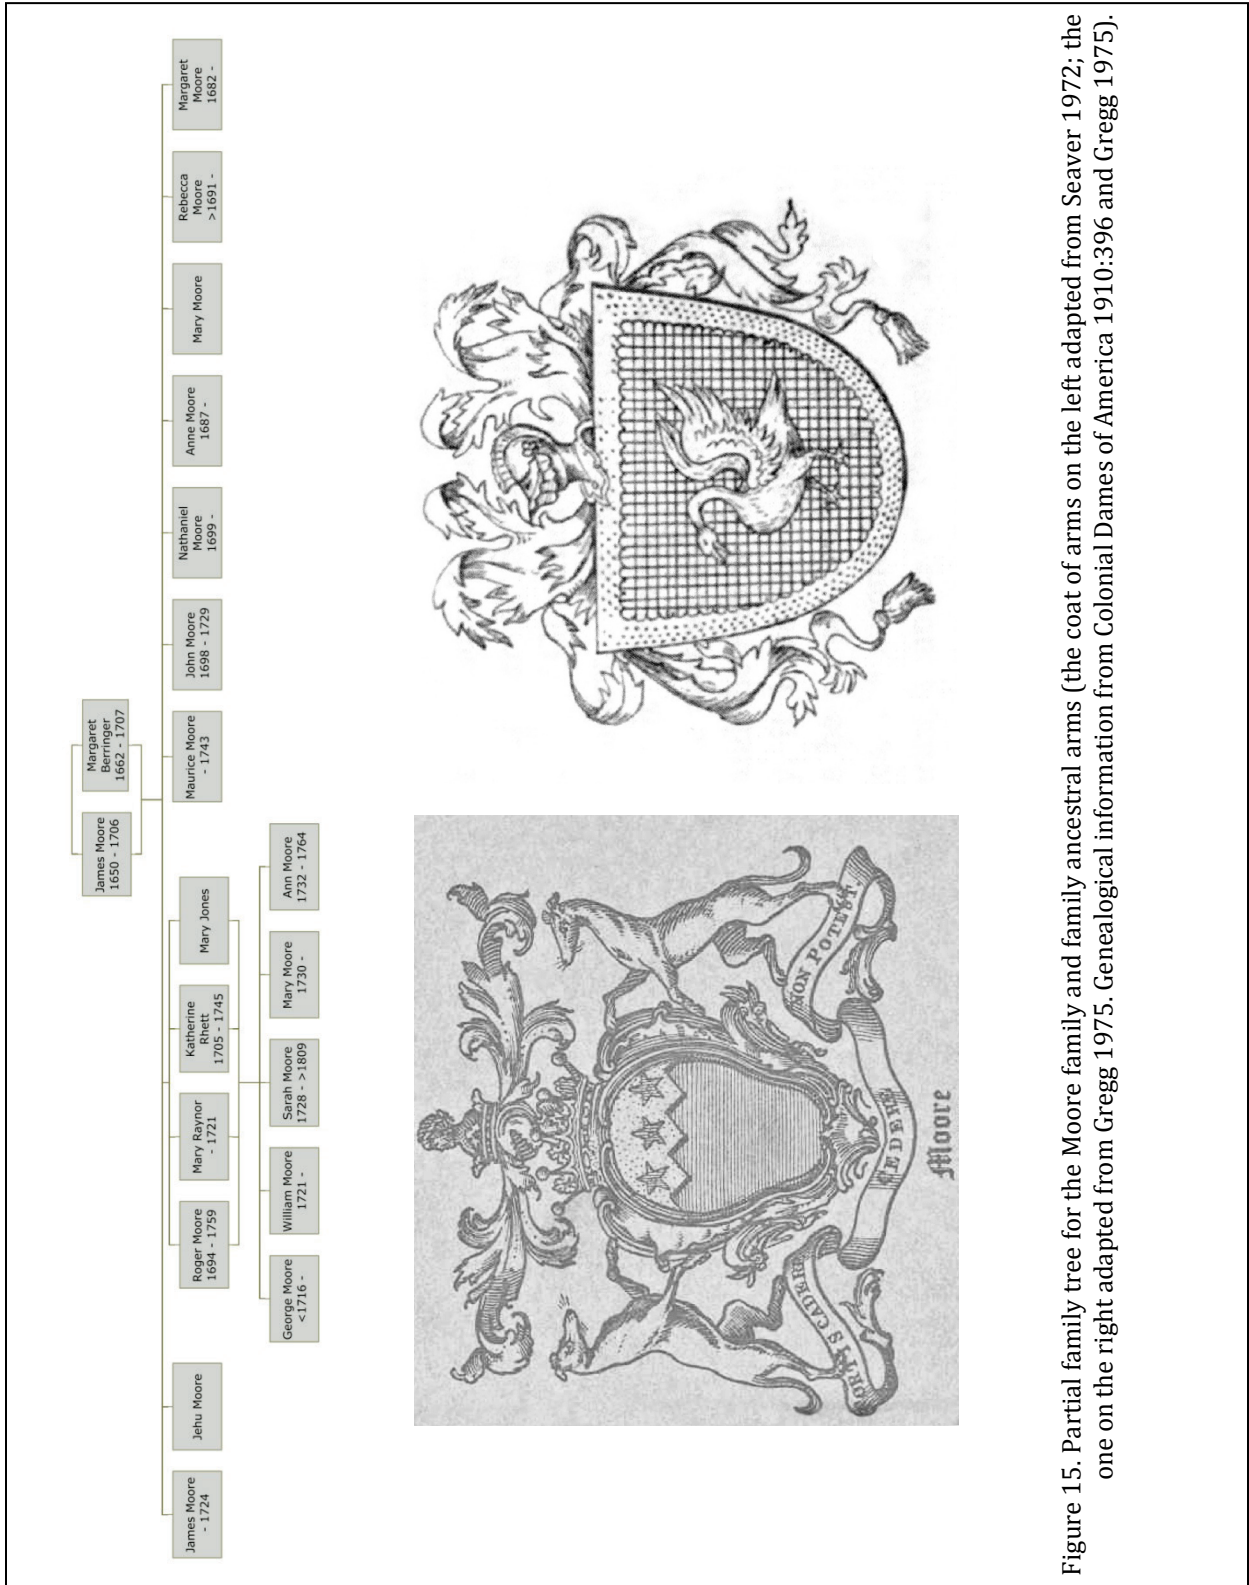 James Moore
1650 - 1706
Margaret
Berringer
1662 - 1707
James Moore
- 1724
Jehu Moore
Roger Moore
1694 - 1759
Mary Raynor
- 1721
Katherine
Rhett
1705 - 1745
Mary Jones
Maurice Moore
- 1743
John Moore
1698 - 1729
Nathaniel
Moore
1699 -
Anne Moore
1687 -
Mary Moore
Rebecca
Moore
>1691 -
Margaret
Moore
1682 -
George Moore
<1716 -
William Moore
1721 -
Sarah Moore
1728 - >1809
Mary Moore
1730 -
Ann Moore
1732 - 1764
ORTIS CADERE
CEDERE
NON POTEST.
Moore
Figure 15. Partial family tree for the Moore family and family ancestral arms (the coat of arms on the left adapted from Seaver 1972; the
one on the right adapted from Gregg 1975. Genealogical information from Colonial Dames of America 1910:396 and Gregg 1975).